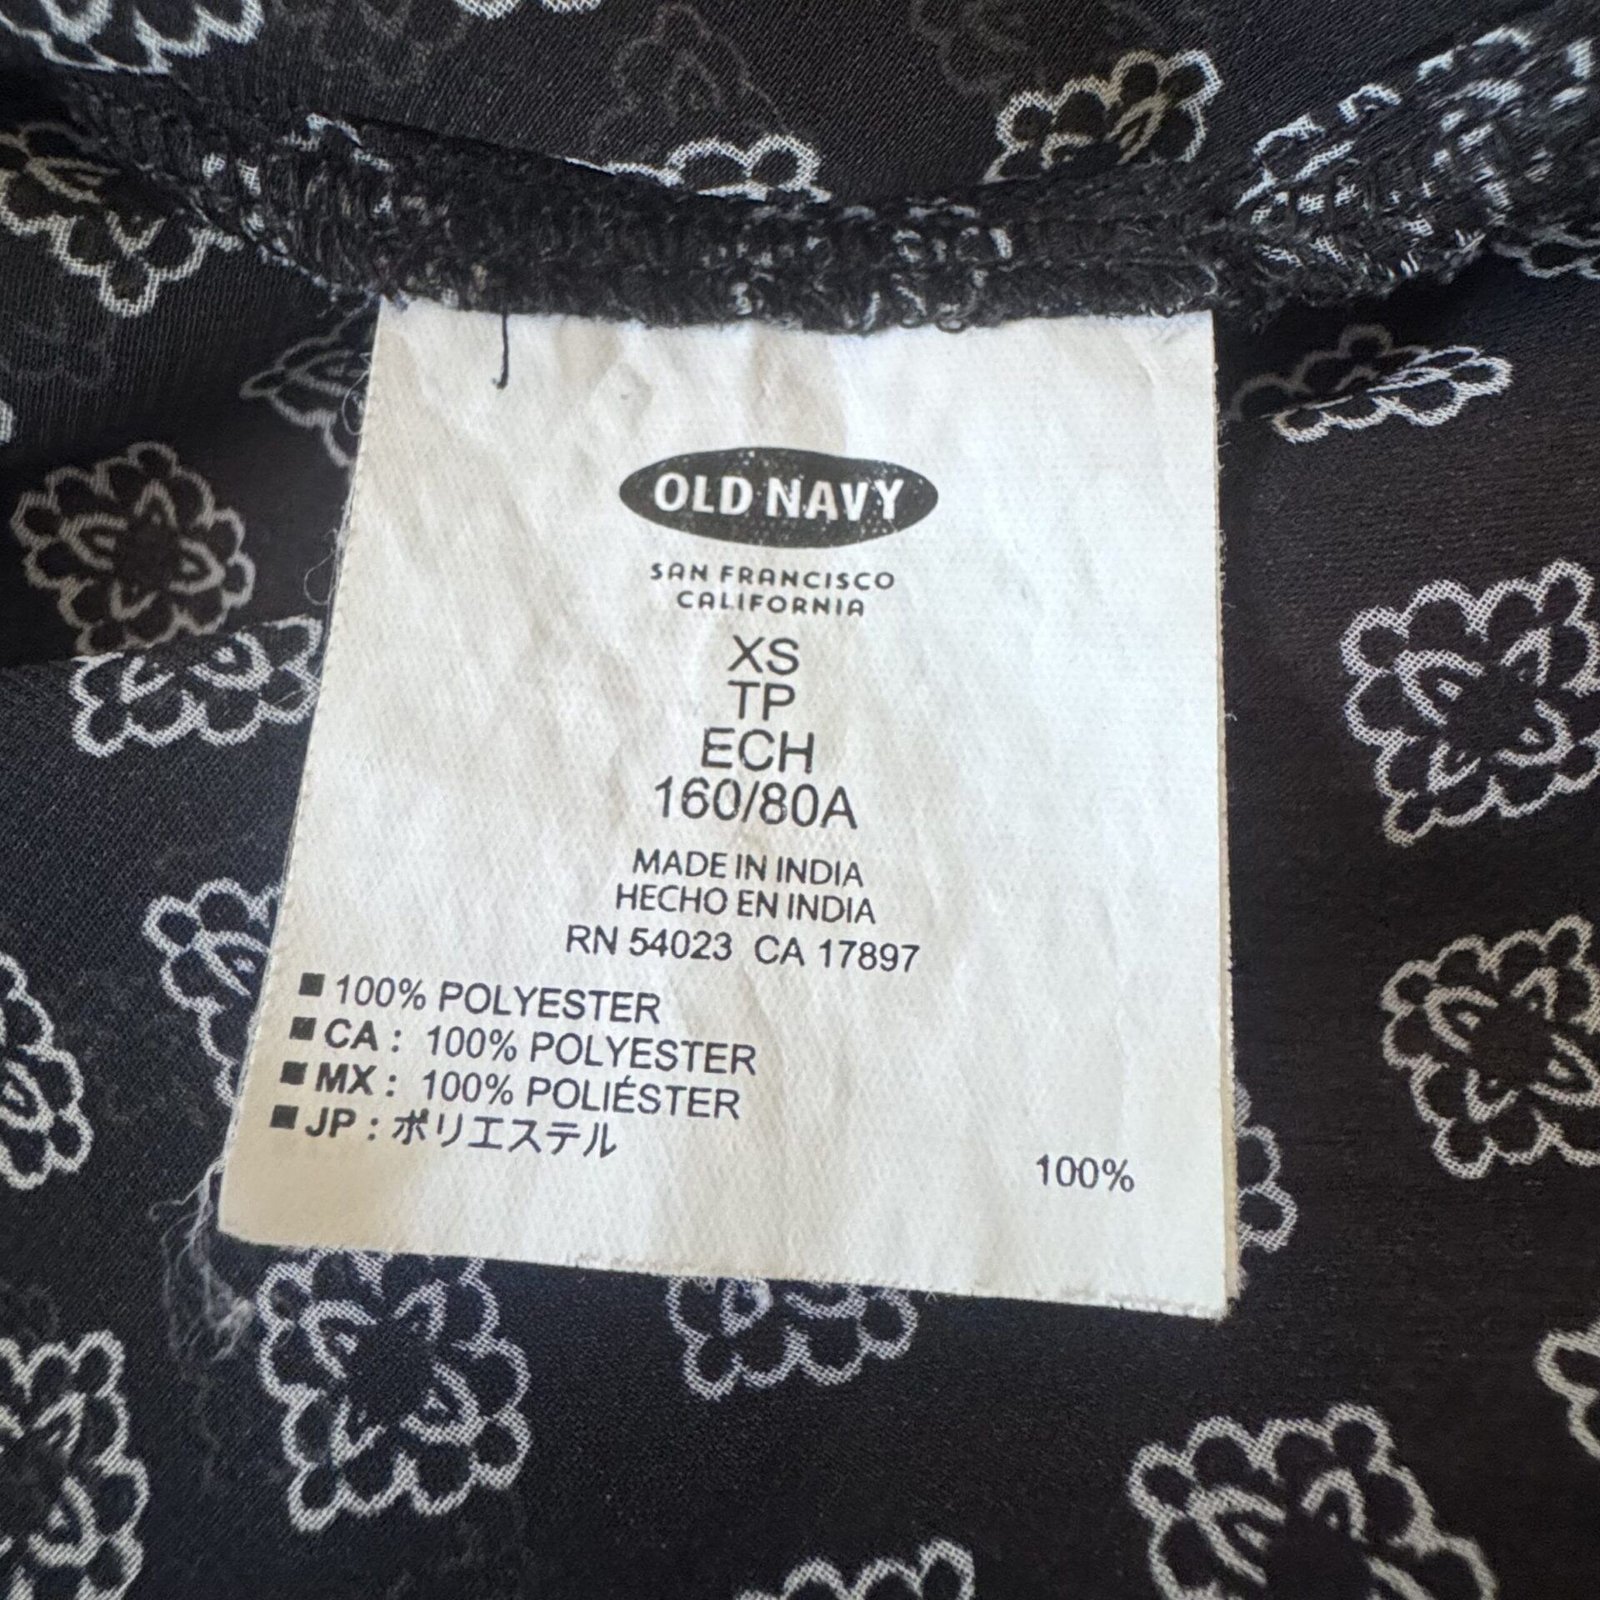 OLD NAVY
SAN FRANCISCO
CALIFORNIA
XS
TP
ECH
160/80A
MADE IN INDIA
HECHO EN INDIA
RN 54023 CA 17897
■ 100% POLYESTER
■ CA : 100% POLYESTER
■ MX : 100% POLIÉSTER
■ JP : ポリエステル
100%